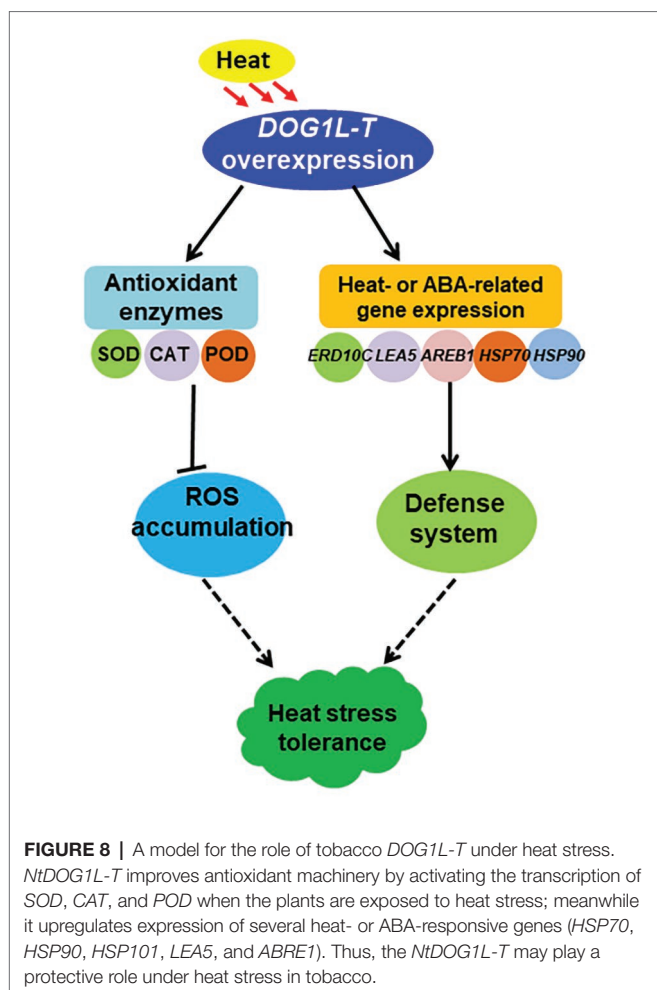 Heat
DOG1L-T
overexpression
Antioxidant
enzymes
Heat- or ABA-related
gene expression
SOD CAT POD
ERD10C LEA5 AREB1 HSP70 HSP90
ROS
accumulation
Defense
system
Heat stress
tolerance
FIGURE 8 | A model for the role of tobacco DOG1L-T under heat stress.
NtDOG1L-T improves antioxidant machinery by activating the transcription of
SOD, CAT, and POD when the plants are exposed to heat stress; meanwhile
it upregulates expression of several heat- or ABA-responsive genes (HSP70,
HSP90, HSP101, LEA5, and ABRE1). Thus, the NtDOG1L-T may play a
protective role under heat stress in tobacco.